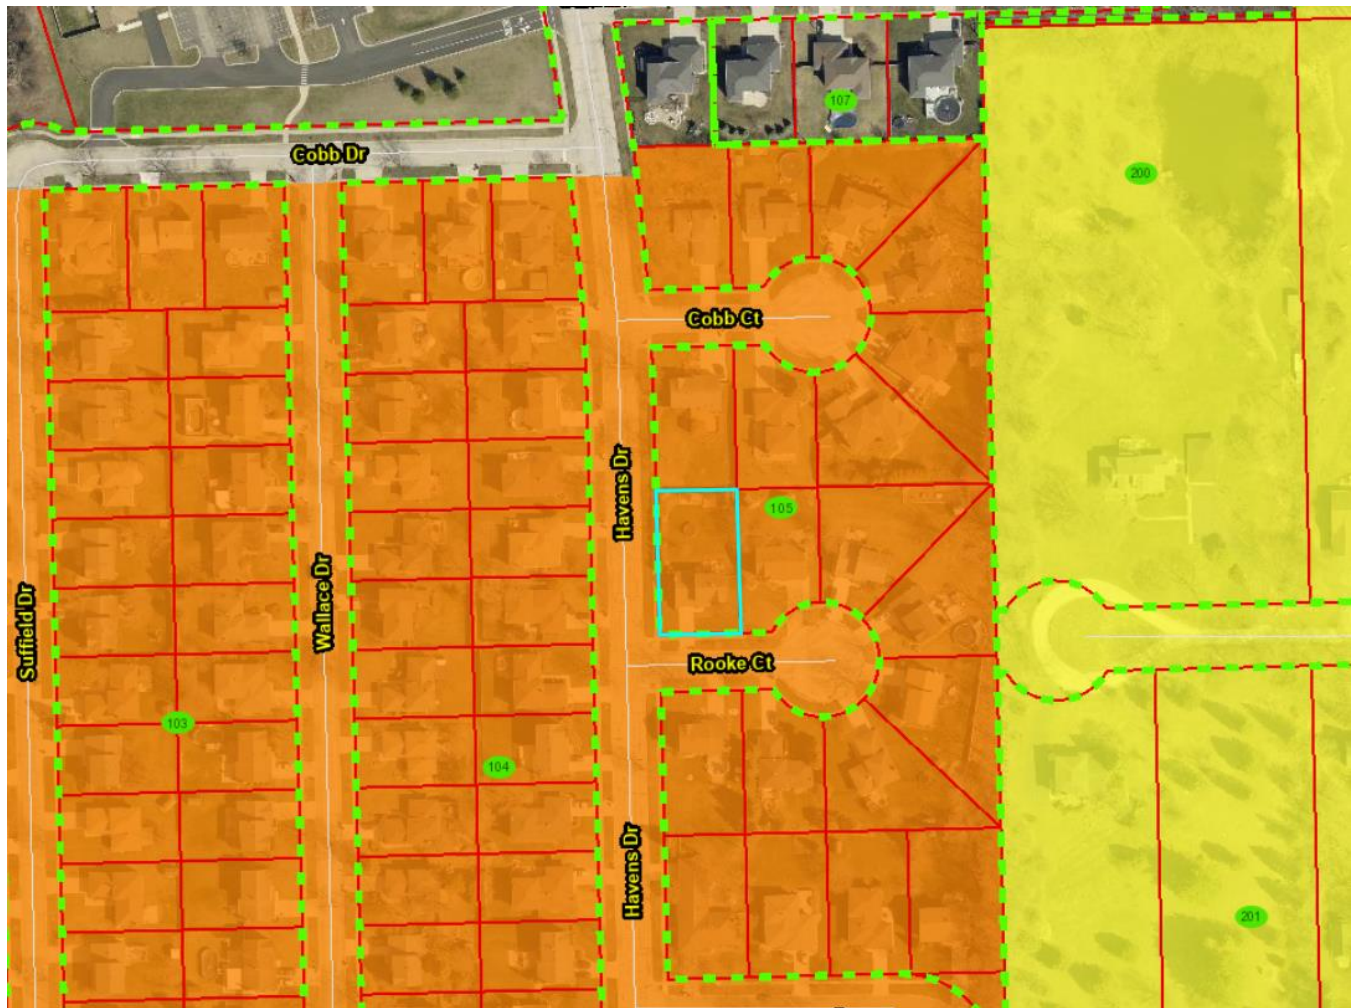 107
Cobb Dr
200
Cobb Ct
Havens Dr
105
Suffield Dr
Wallace Dr
Rooke Ct
103
104
Havens Dr
201